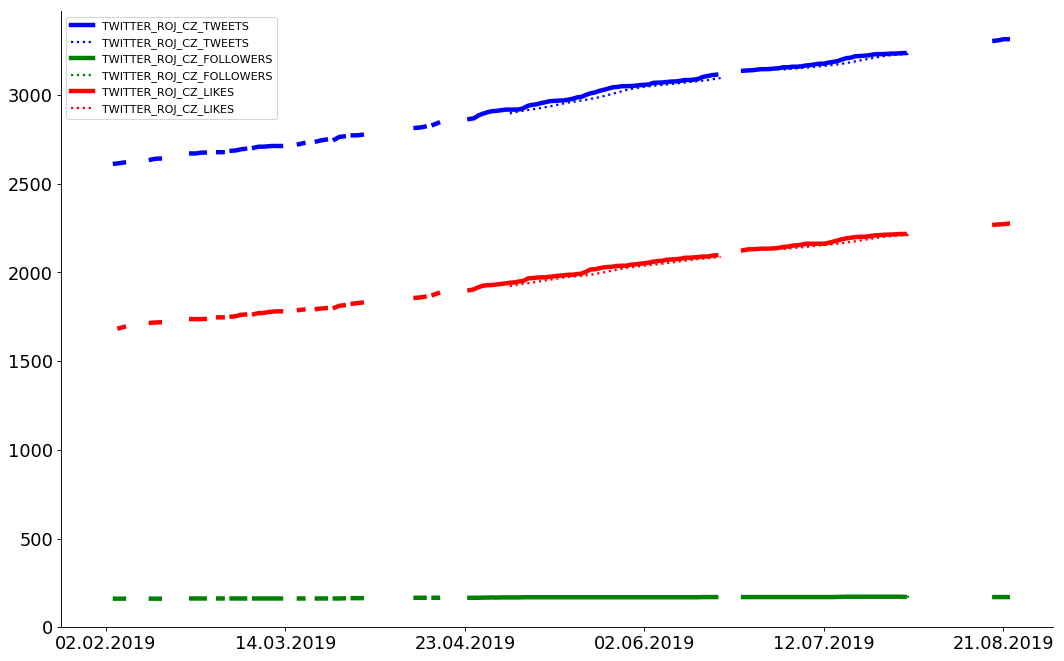 TWITTER_ROJ_CZ_TWEETS
TWITTER_ROJ_CZ_TWEETS
TWITTER_ROJ_CZ_FOLLOWERS
TWITTER_ROJ_CZ_FOLLOWERS
TWITTER_ROJ_CZ_LIKES
TWITTER_ROJ_CZ_LIKES
3000
2500
2000
1500
1000
500
0
02.02.2019 14.03.2019 23.04.2019 02.06.2019 12.07.2019 21.08.2019